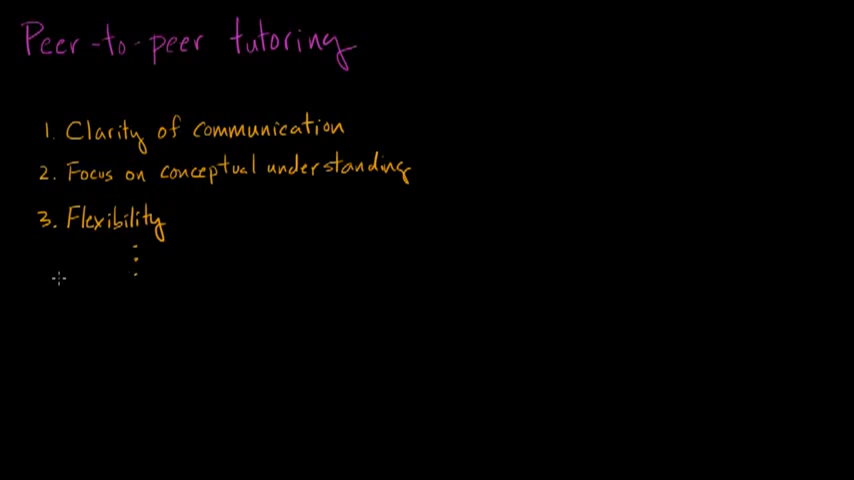 Peer-to-peer tutoring
1. Clarity of communication
2. Focus on conceptual understanding
3. Flexibility